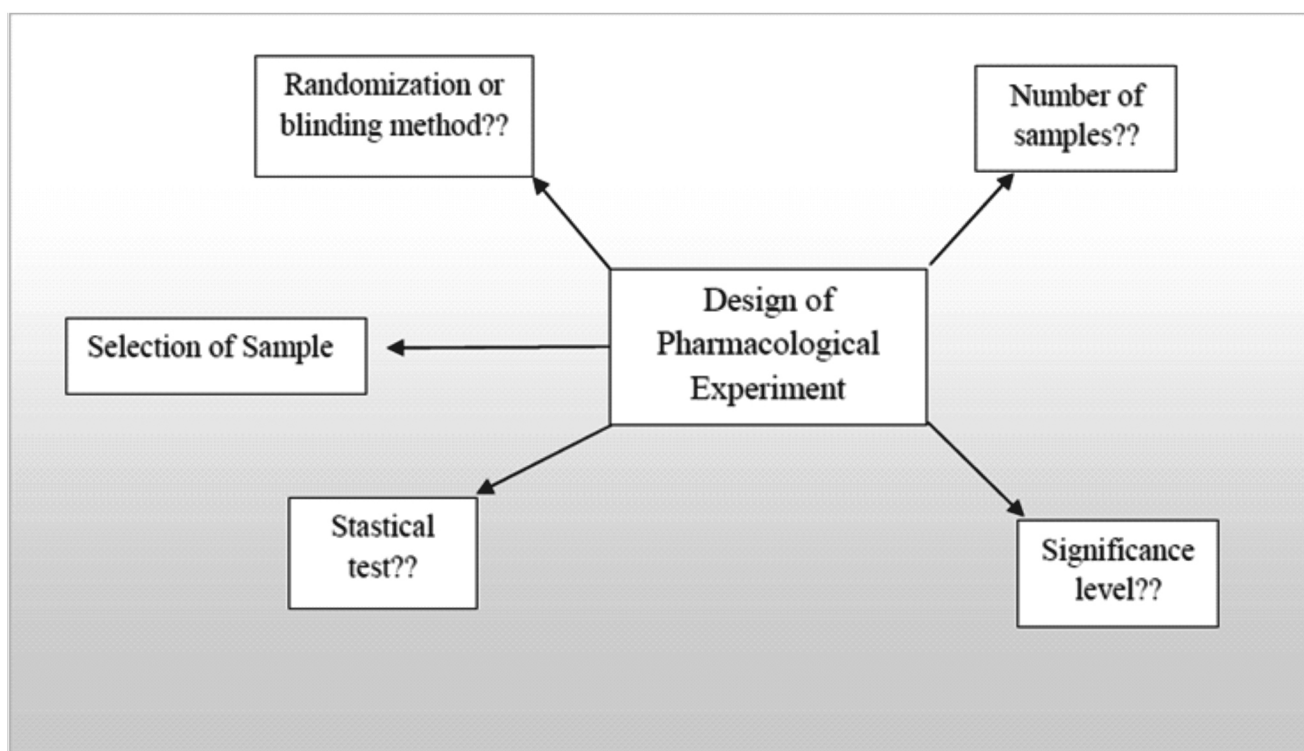 Randomization or
blinding method??
Number of
samples??
Design of
Pharmacological
Experiment
Selection of Sample
Stastical
test??
Significance
level??